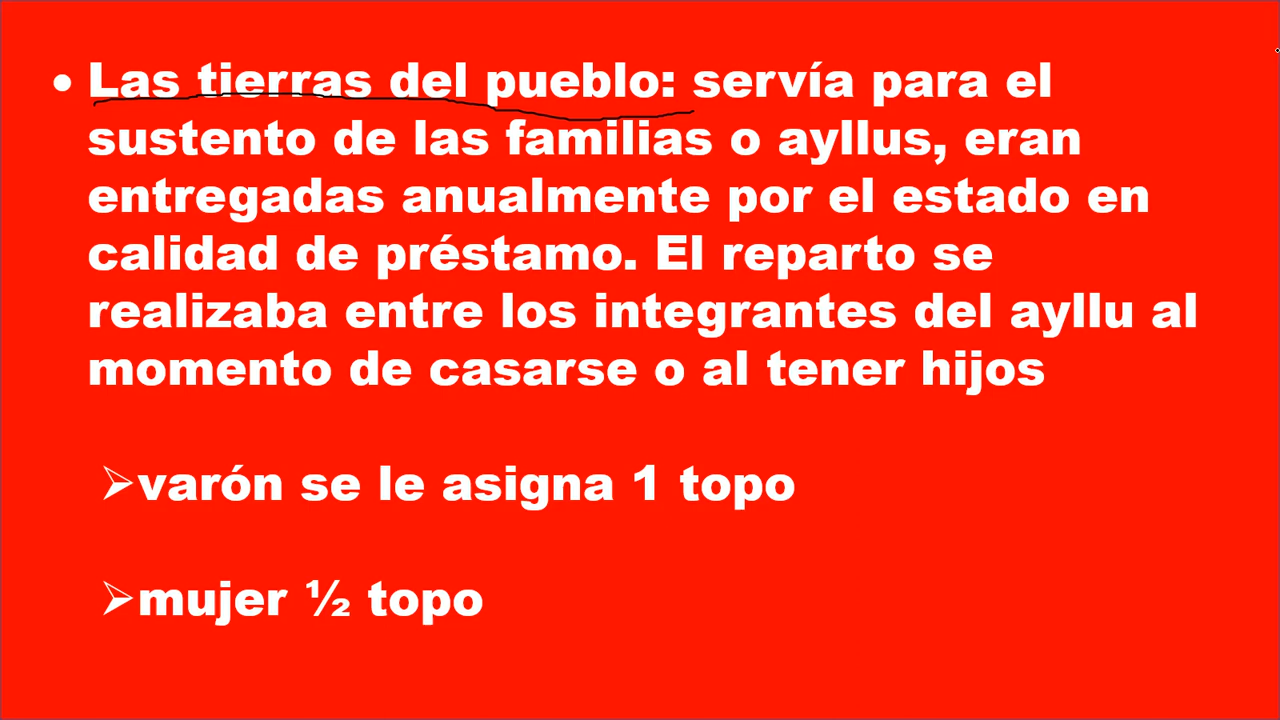 • Las tierras del pueblo: servía para el
sustento de las familias o ayllus, eran
entregadas anualmente por el estado en
calidad de préstamo. El reparto se
realizaba entre los integrantes del ayllu al
momento de casarse o al tener hijos
➢varón se le asigna 1 topo
➢mujer ½ topo